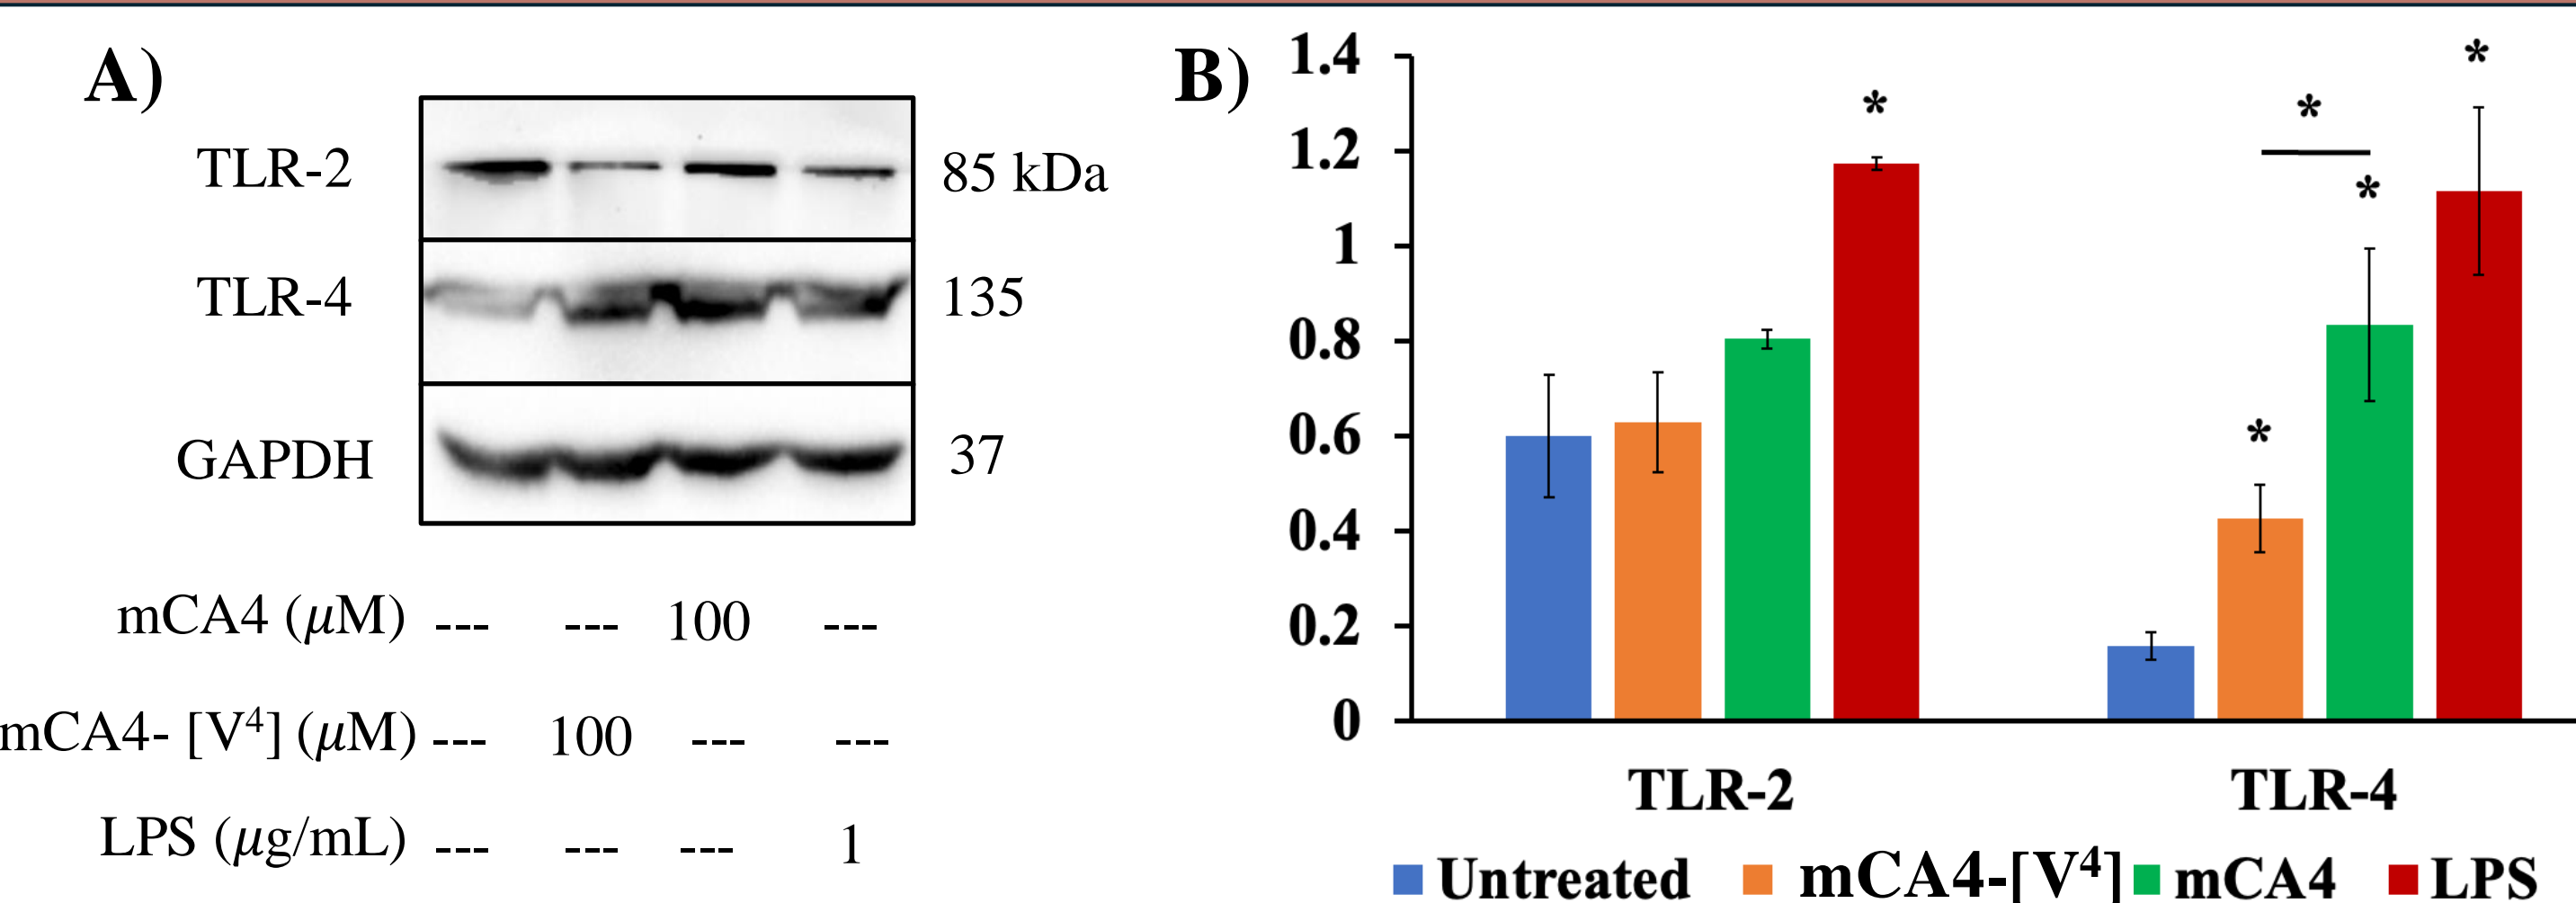 A)
TLR-2 85 kDa
TLR-4 135
GAPDH 37
mCA4 (μM) --- --- 100 ---
mCA4- [V⁴] (μM) --- 100 --- ---
LPS (μg/mL) --- --- --- 1
B)
1.4
1.2
1
0.8
0.6
0.4
0.2
0
*
*
*
*
*
TLR-2 TLR-4
Untreated mCA4-[V⁴] mCA4 LPS